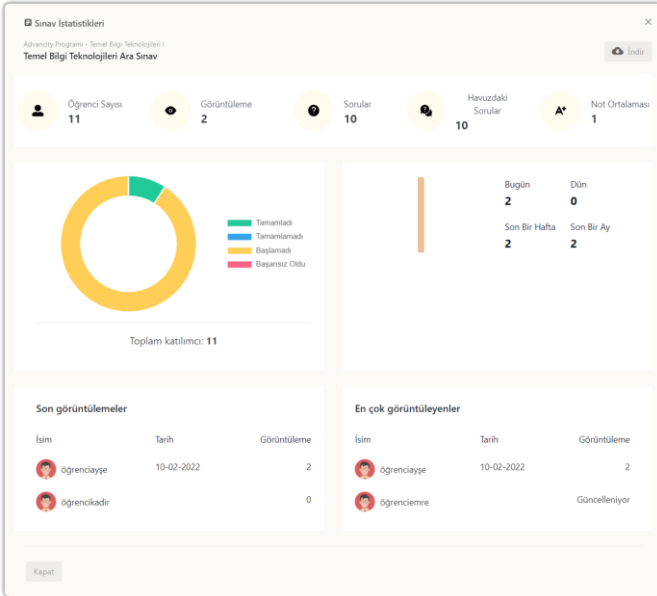 Sınav İstatistikleri
Advancity Programı - Temel Bilgi Teknolojileri I
Temel Bilgi Teknolojileri Ara Sınav
İndir
Öğrenci Sayısı
11
Görüntüleme
2
Sorular
10
Havuzdaki
Sorular
10
A+
Not Ortalaması
1
Tamamladı
Tamamlamadı
Başlamadı
Başarısız Oldu
Toplam katılımcı: 11
Bugün Dün
2 0
Son Bir Hafta Son Bir Ay
2 2
Son görüntülemeler
İsim Tarih Görüntüleme
öğrenciayşe 10-02-2022 2
öğrencikadir 0
En çok görüntüleyenler
İsim Tarih Görüntüleme
öğrenciayşe 10-02-2022 2
öğrenciemre Güncelleniyor
Kapat